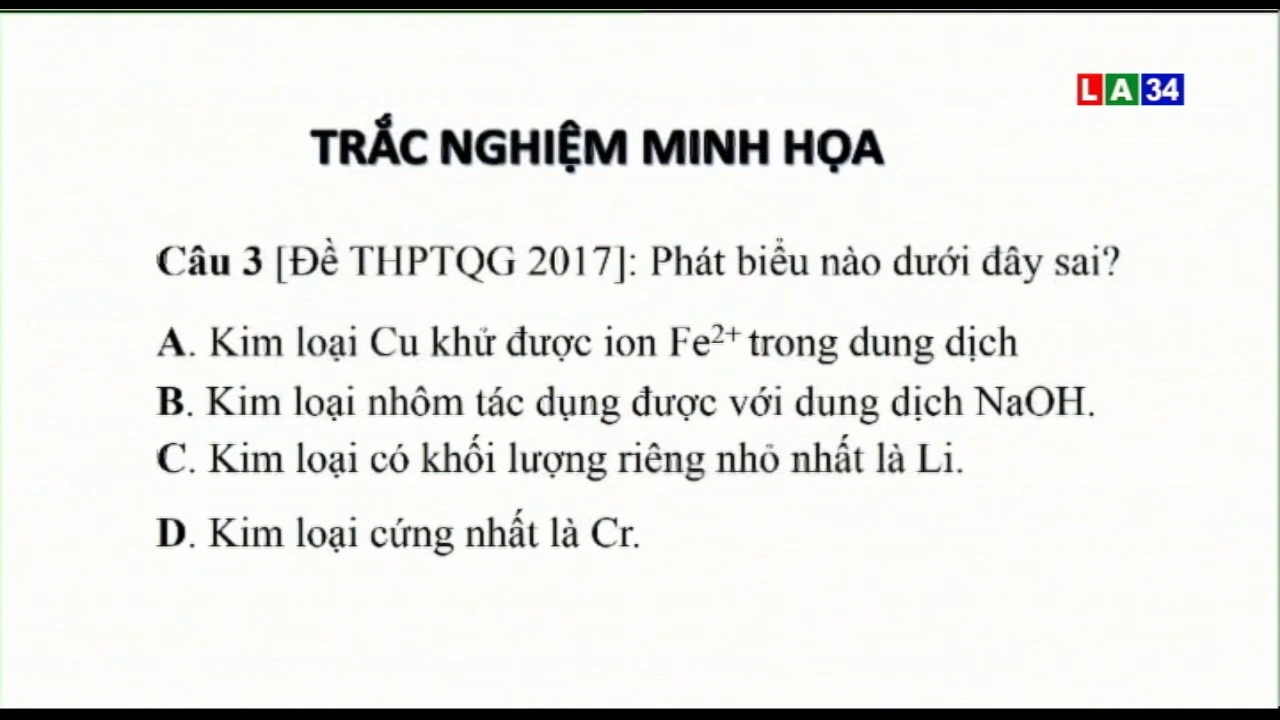 LA34
TRẮC NGHIỆM MINH HỌA
Câu 3 [Đề THPTQG 2017]: Phát biểu nào dưới đây sai?
A. Kim loại Cu khử được ion Fe²⁺ trong dung dịch
B. Kim loại nhôm tác dụng được với dung dịch NaOH.
C. Kim loại có khối lượng riêng nhỏ nhất là Li.
D. Kim loại cứng nhất là Cr.